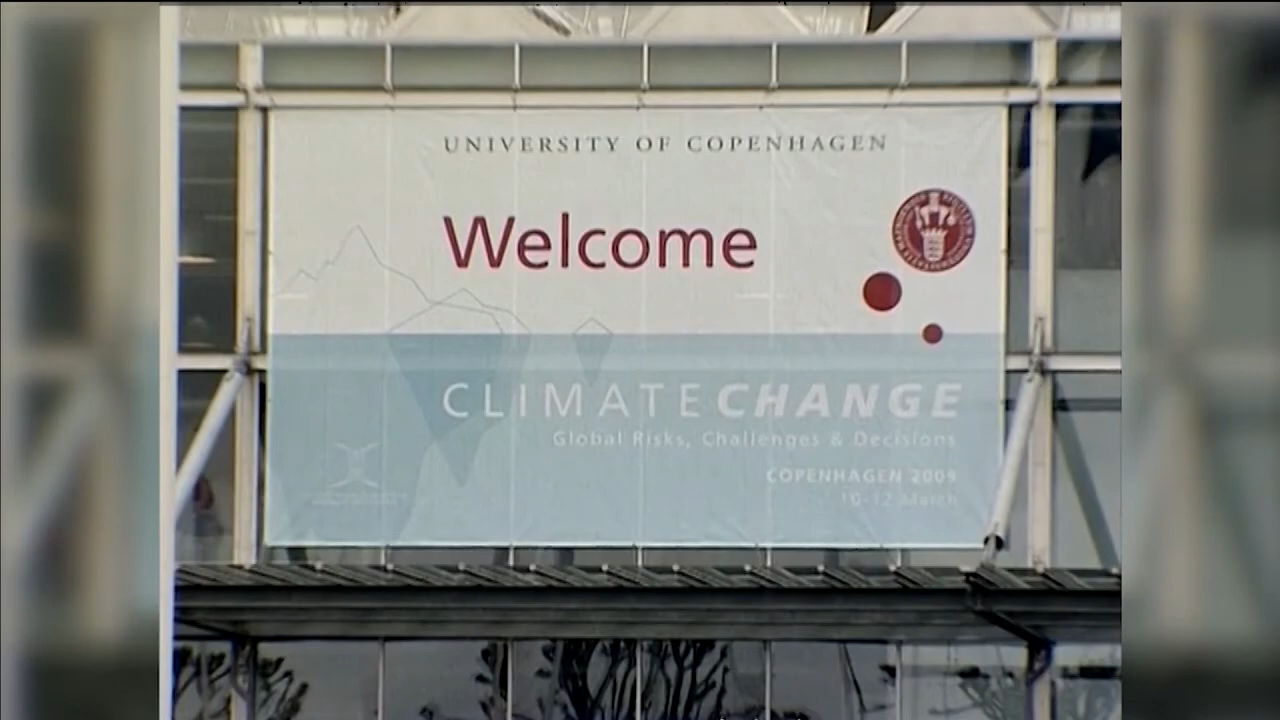 UNIVERSITY OF COPENHAGEN
Welcome
CLIMATECHANGE
Global Risks, Challenges & Decisions
COPENHAGEN 2009
10-12 March